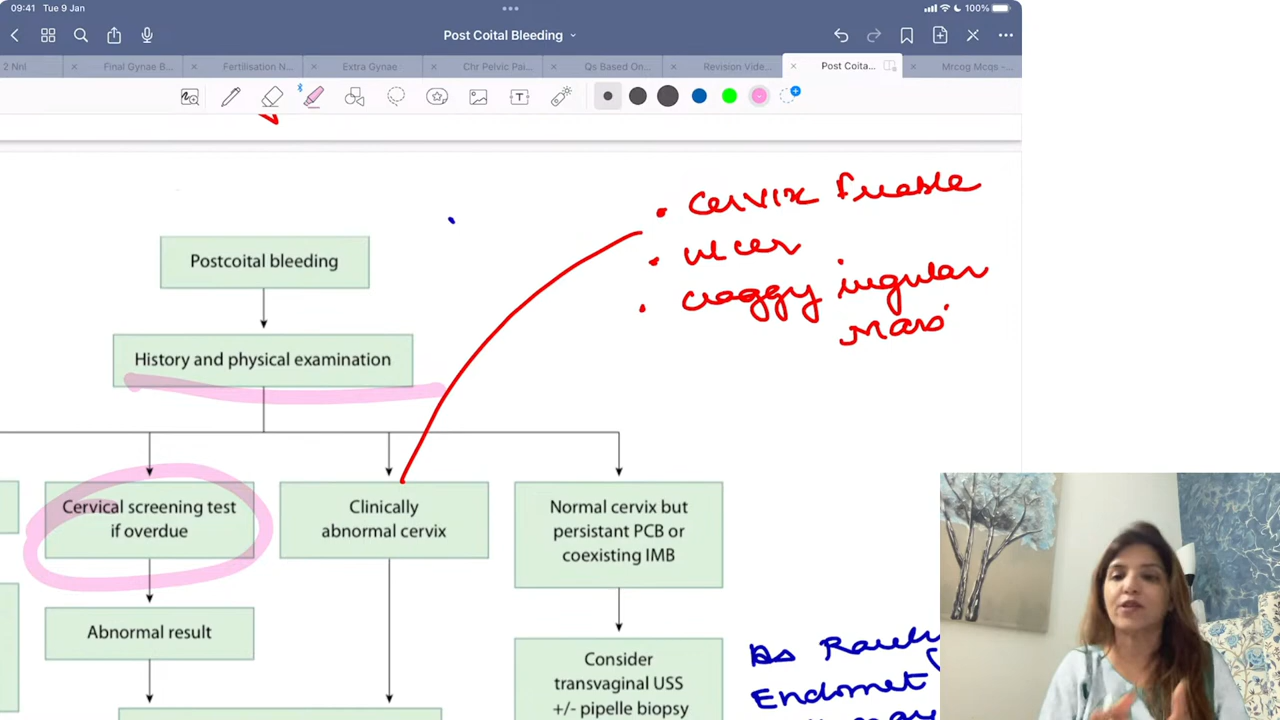 09:41 Tue 9 Jan
100%
Post Coital Bleeding
2 Nnl
Final Gynae B...
Fertilisation N...
Extra Gynae
Chr Pelvic Pai...
Qs Based On...
Revision Vide...
Post Coita...
Mrcog Mcqs -...
• Cervix Friable
• ulcer
• Craggy irregular
Mass
Postcoital bleeding
History and physical examination
Cervical screening test
if overdue
Clinically
abnormal cervix
Normal cervix but
persistant PCB or
coexisting IMB
Abnormal result
Consider
transvaginal USS
+/- pipelle biopsy
As Rarely
Endomet